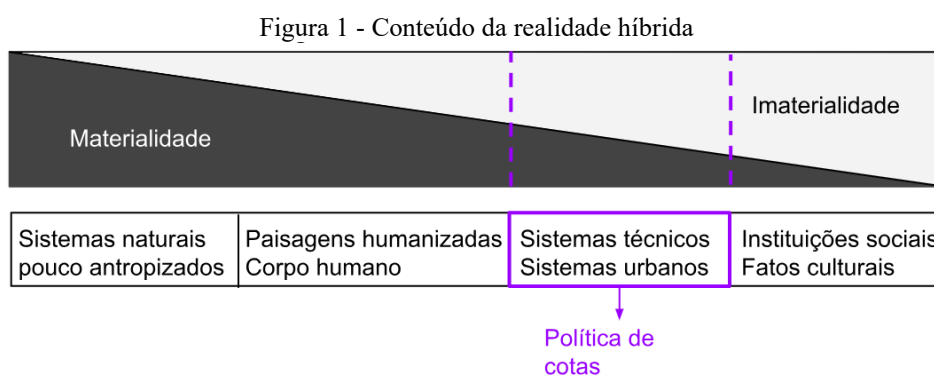 Figura 1 - Conteúdo da realidade híbrida
Materialidade
Imaterialidade
Sistemas naturais
pouco antropizados
Paisagens humanizadas
Corpo humano
Sistemas técnicos
Sistemas urbanos
Instituições sociais
Fatos culturais
Política de
cotas